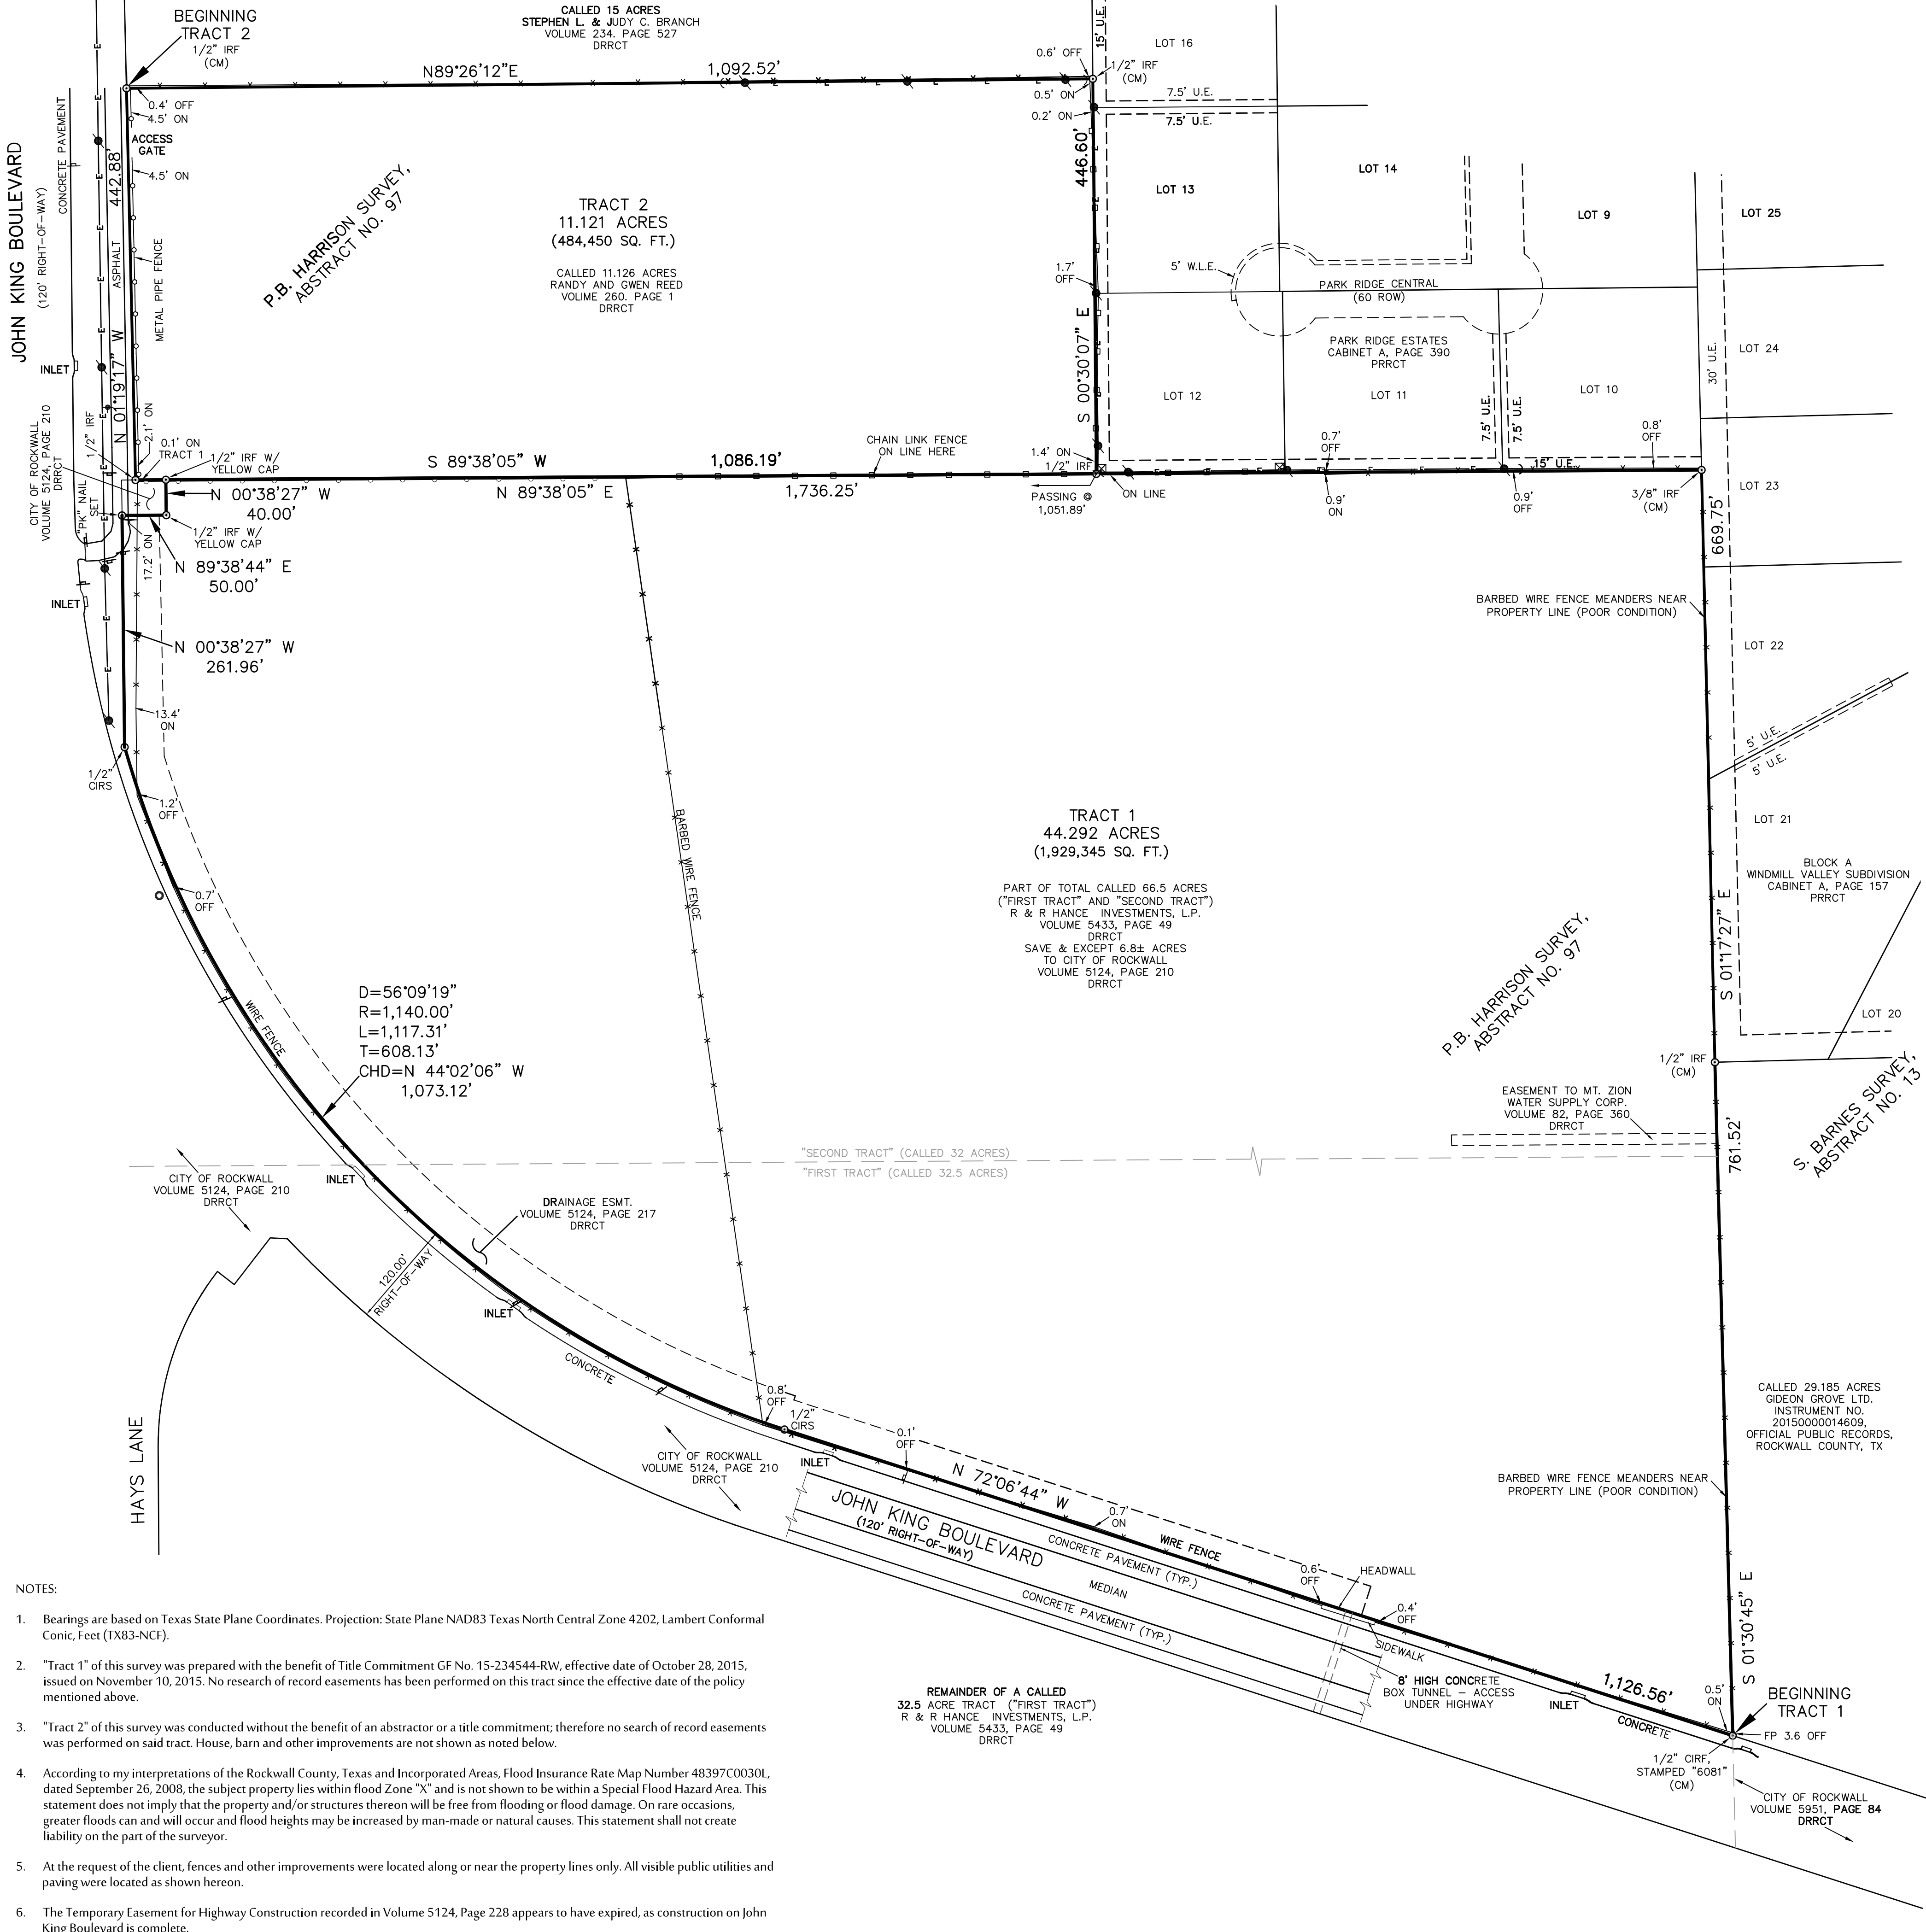 BEGINNING
TRACT 2
1/2" IRF
(CM)
CALLED 15 ACRES
STEPHEN L. & JUDY C. BRANCH
VOLUME 234. PAGE 527
DRRCT
N89°26'12"E
1,092.52'
0.6' OFF
1/2" IRF
(CM)
0.5' ON
0.2' ON
15' U.E.
LOT 16
7.5' U.E.
7.5' U.E.
JOHN KING BOULEVARD
(120' RIGHT-OF-WAY)
CONCRETE PAVEMENT
0.4' OFF
4.5' ON
ACCESS
GATE
4.5' ON
442.88'
N 01°19'17" W
ASPHALT
METAL PIPE FENCE
P.B. HARRISON SURVEY,
ABSTRACT NO. 97
TRACT 2
11.121 ACRES
(484,450 SQ. FT.)
CALLED 11.126 ACRES
RANDY AND GWEN REED
VOLIME 260. PAGE 1
DRRCT
446.60'
S 00°30'07" E
1.7'
OFF
LOT 13
LOT 14
LOT 9
LOT 25
5' W.L.E.
PARK RIDGE CENTRAL
(60 ROW)
PARK RIDGE ESTATES
CABINET A, PAGE 390
PRRCT
LOT 12
LOT 11
LOT 10
7.5' U.E.
7.5' U.E.
30' U.E.
LOT 24
INLET
CITY OF ROCKWALL
VOLUME 5124, PAGE 210
DRRCT
1/2" IRF
2.1' ON
0.1' ON
TRACT 1
1/2" IRF W/
YELLOW CAP
"PK" NAIL
SET
S 89°38'05" W
1,086.19'
CHAIN LINK FENCE
ON LINE HERE
1.4' ON
1/2" IRF
0.7'
OFF
0.8'
OFF
15' U.E.
N 89°38'05" E
1,736.25'
PASSING @
1,051.89'
ON LINE
0.9'
ON
0.9'
OFF
3/8" IRF
(CM)
LOT 23
N 00°38'27" W
40.00'
1/2" IRF W/
YELLOW CAP
17.2' ON
N 89°38'44" E
50.00'
INLET
669.75'
BARBED WIRE FENCE MEANDERS NEAR
PROPERTY LINE (POOR CONDITION)
N 00°38'27" W
261.96'
LOT 22
13.4'
ON
5' U.E.
5' U.E.
1/2"
CIRS
1.2'
OFF
BARBED WIRE FENCE
TRACT 1
44.292 ACRES
(1,929,345 SQ. FT.)
LOT 21
PART OF TOTAL CALLED 66.5 ACRES
("FIRST TRACT" AND "SECOND TRACT")
R & R HANCE INVESTMENTS, L.P.
VOLUME 5433, PAGE 49
DRRCT
SAVE & EXCEPT 6.8± ACRES
TO CITY OF ROCKWALL
VOLUME 5124, PAGE 210
DRRCT
BLOCK A
WINDMILL VALLEY SUBDIVISION
CABINET A, PAGE 157
PRRCT
0.7'
OFF
S 01°17'27" E
P.B. HARRISON SURVEY,
ABSTRACT NO. 97
WIRE FENCE
D=56°09'19"
R=1,140.00'
L=1,117.31'
T=608.13'
CHD=N 44°02'06" W
1,073.12'
LOT 20
1/2" IRF
(CM)
S. BARNES SURVEY,
ABSTRACT NO. 13
EASEMENT TO MT. ZION
WATER SUPPLY CORP.
VOLUME 82, PAGE 360
DRRCT
761.52'
"SECOND TRACT" (CALLED 32 ACRES)
"FIRST TRACT" (CALLED 32.5 ACRES)
CITY OF ROCKWALL
VOLUME 5124, PAGE 210
DRRCT
INLET
DRAINAGE ESMT.
VOLUME 5124, PAGE 217
DRRCT
120.00'
RIGHT-OF-WAY
INLET
CONCRETE
HAYS LANE
0.8'
OFF
1/2"
CIRS
CITY OF ROCKWALL
VOLUME 5124, PAGE 210
DRRCT
INLET
0.1'
OFF
N 72°06'44" W
CALLED 29.185 ACRES
GIDEON GROVE LTD.
INSTRUMENT NO.
20150000014609,
OFFICIAL PUBLIC RECORDS,
ROCKWALL COUNTY, TX
BARBED WIRE FENCE MEANDERS NEAR
PROPERTY LINE (POOR CONDITION)
JOHN KING BOULEVARD
(120' RIGHT-OF-WAY)
0.7'
ON
WIRE FENCE
CONCRETE PAVEMENT (TYP.)
MEDIAN
CONCRETE PAVEMENT (TYP.)
0.6'
OFF
HEADWALL
0.4'
OFF
SIDEWALK
8' HIGH CONCRETE
BOX TUNNEL – ACCESS
UNDER HIGHWAY
S 01°30'45" E
1,126.56'
INLET
CONCRETE
0.5'
ON
BEGINNING
TRACT 1
FP 3.6 OFF
1/2" CIRF,
STAMPED "6081"
(CM)
CITY OF ROCKWALL
VOLUME 5951, PAGE 84
DRRCT
REMAINDER OF A CALLED
32.5 ACRE TRACT ("FIRST TRACT")
R & R HANCE INVESTMENTS, L.P.
VOLUME 5433, PAGE 49
DRRCT
NOTES:
1. Bearings are based on Texas State Plane Coordinates. Projection: State Plane NAD83 Texas North Central Zone 4202, Lambert Conformal
Conic, Feet (TX83-NCF).
2. "Tract 1" of this survey was prepared with the benefit of Title Commitment GF No. 15-234544-RW, effective date of October 28, 2015,
issued on November 10, 2015. No research of record easements has been performed on this tract since the effective date of the policy
mentioned above.
3. "Tract 2" of this survey was conducted without the benefit of an abstractor or a title commitment; therefore no search of record easements
was performed on said tract. House, barn and other improvements are not shown as noted below.
4. According to my interpretations of the Rockwall County, Texas and Incorporated Areas, Flood Insurance Rate Map Number 48397C0030L,
dated September 26, 2008, the subject property lies within flood Zone "X" and is not shown to be within a Special Flood Hazard Area. This
statement does not imply that the property and/or structures thereon will be free from flooding or flood damage. On rare occasions,
greater floods can and will occur and flood heights may be increased by man-made or natural causes. This statement shall not create
liability on the part of the surveyor.
5. At the request of the client, fences and other improvements were located along or near the property lines only. All visible public utilities and
paving were located as shown hereon.
6. The Temporary Easement for Highway Construction recorded in Volume 5124, Page 228 appears to have expired, as construction on John
King Boulevard is complete.